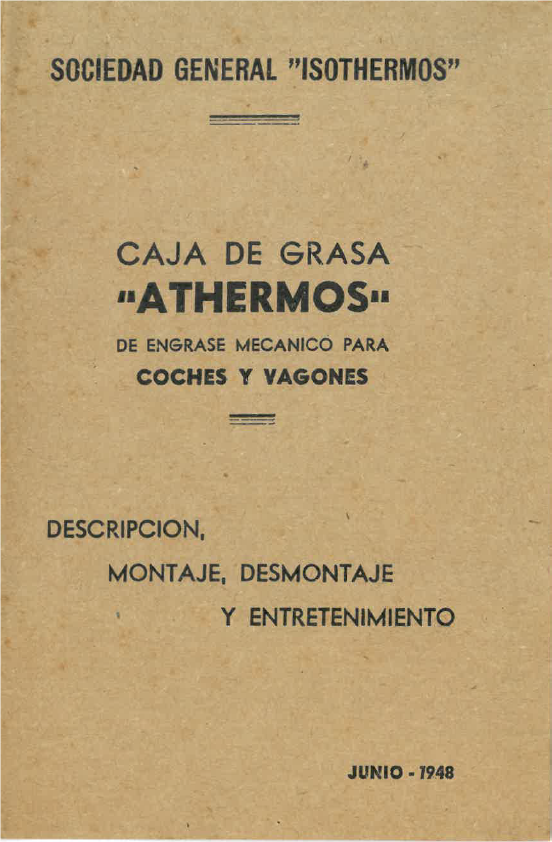 SOCIEDAD GENERAL "ISOTHERMOS"
CAJA DE GRASA
"ATHERMOS"
DE ENGRASE MECANICO PARA
COCHES Y VAGONES
DESCRIPCION,
MONTAJE, DESMONTAJE
Y ENTRETENIMIENTO
JUNIO - 1948